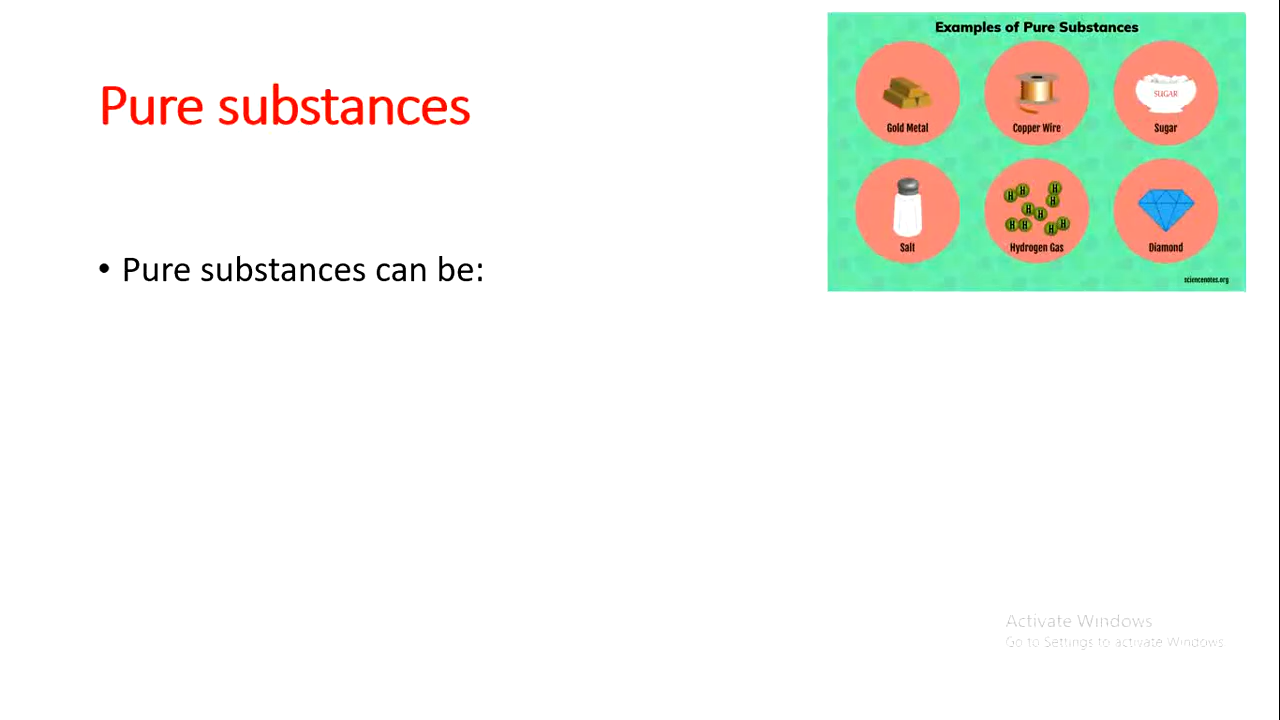 Examples of Pure Substances
Pure substances
SUGAR
Gold Metal
Copper Wire
Sugar
H H H H H H H H H H
Salt
Hydrogen Gas
Diamond
• Pure substances can be:
sciencenotes.org
Activate Windows
Go to Settings to activate Windows.